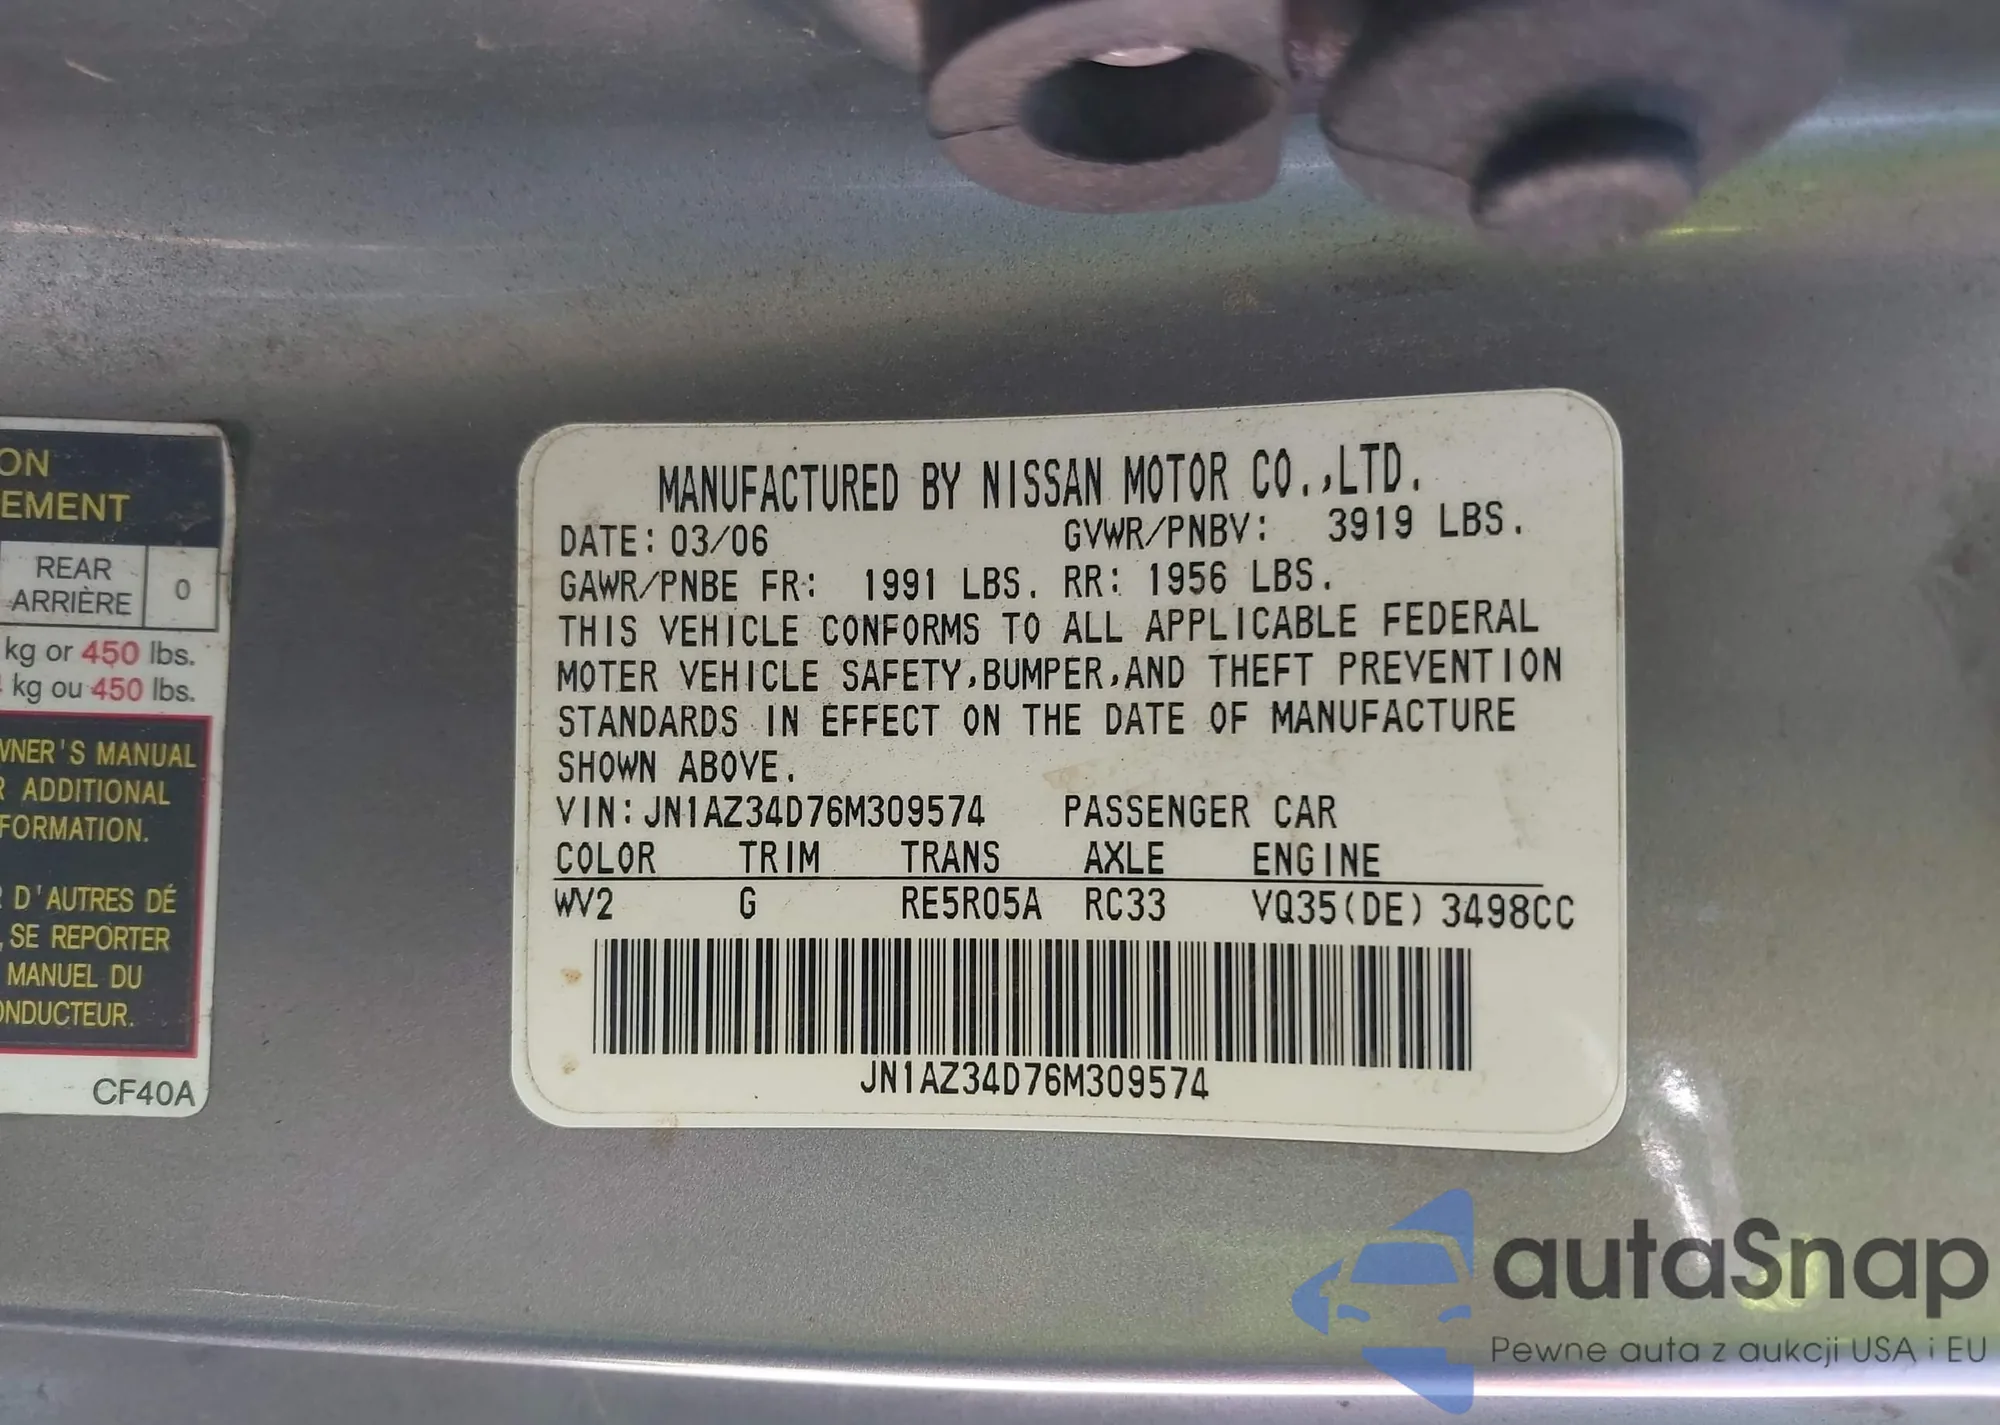 ON
EMENT
REAR
ARRIÈRE
0
kg or 450 lbs.
kg ou 450 lbs.
WNER'S MANUAL
R ADDITIONAL
FORMATION.
R D'AUTRES DÉ
, SE REPORTER
MANUEL DU
ONDUCTEUR.
CF40A
MANUFACTURED BY NISSAN MOTOR CO.,LTD.
DATE: 03/06 GVWR/PNBV: 3919 LBS.
GAWR/PNBE FR: 1991 LBS. RR: 1956 LBS.
THIS VEHICLE CONFORMS TO ALL APPLICABLE FEDERAL
MOTER VEHICLE SAFETY,BUMPER,AND THEFT PREVENTION
STANDARDS IN EFFECT ON THE DATE OF MANUFACTURE
SHOWN ABOVE.
VIN:JN1AZ34D76M309574 PASSENGER CAR
COLOR TRIM TRANS AXLE ENGINE
WV2 G RE5R05A RC33 VQ35(DE) 3498CC
JN1AZ34D76M309574
autaSnap
Pewne auta z aukcji USA i EU